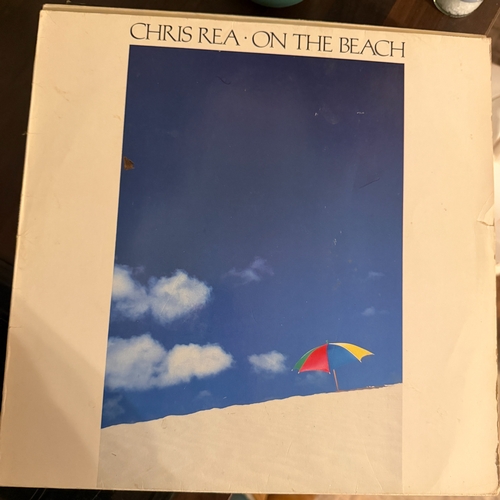 CHRIS REA · ON THE BEACH